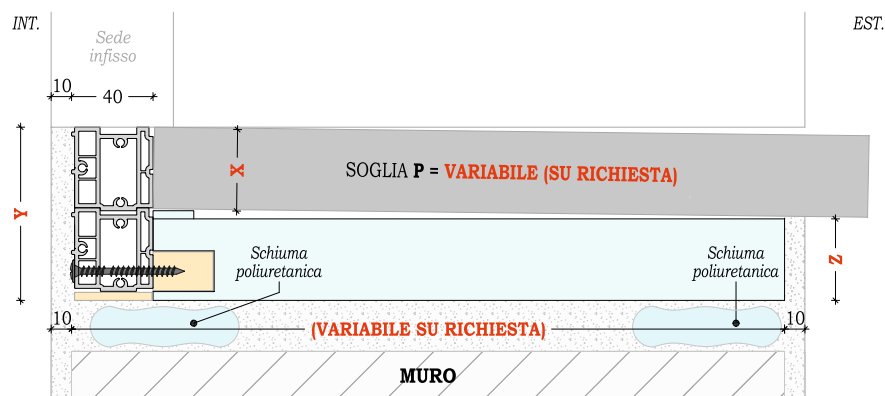 INT.
EST.
Sede
infisso
10
40
X
SOGLIA P = VARIABILE (SU RICHIESTA)
Y
Schiuma
poliuretanica
Schiuma
poliuretanica
Z
10
(VARIABILE SU RICHIESTA)
10
MURO